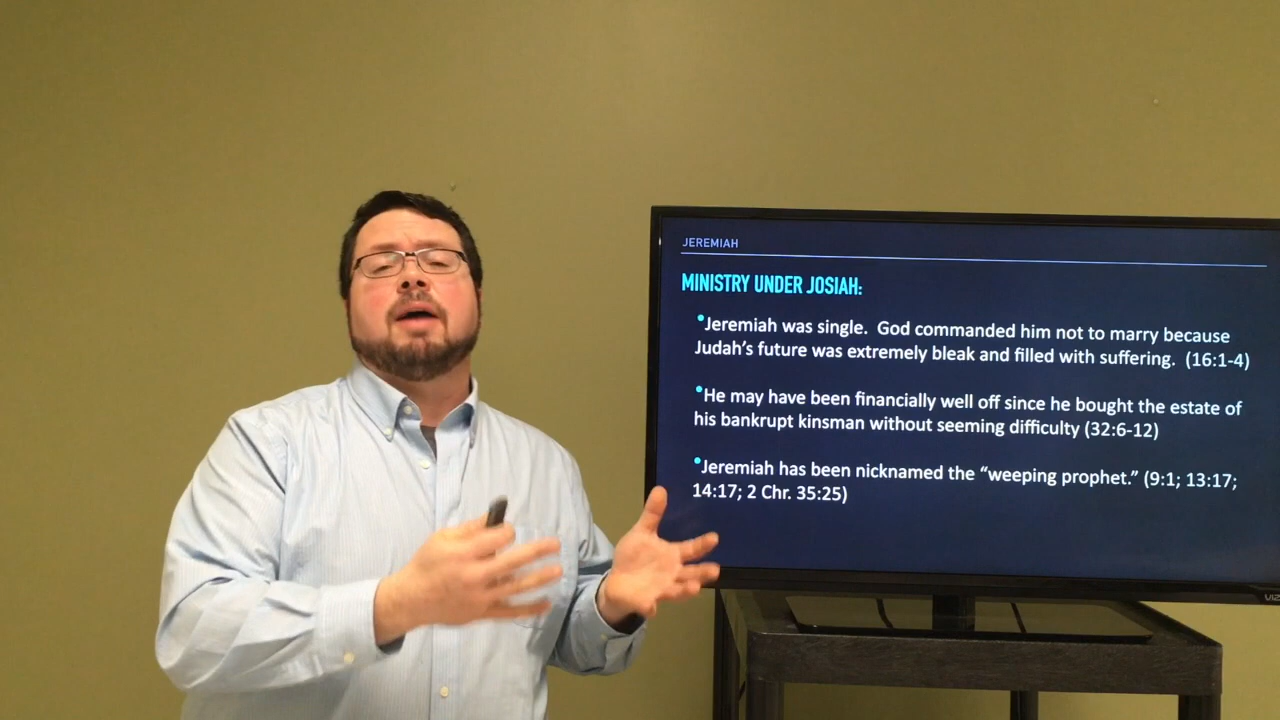 JEREMIAH
MINISTRY UNDER JOSIAH:
•Jeremiah was single. God commanded him not to marry because
Judah's future was extremely bleak and filled with suffering. (16:1-4)
•He may have been financially well off since he bought the estate of
his bankrupt kinsman without seeming difficulty (32:6-12)
•Jeremiah has been nicknamed the “weeping prophet.” (9:1; 13:17;
14:17; 2 Chr. 35:25)